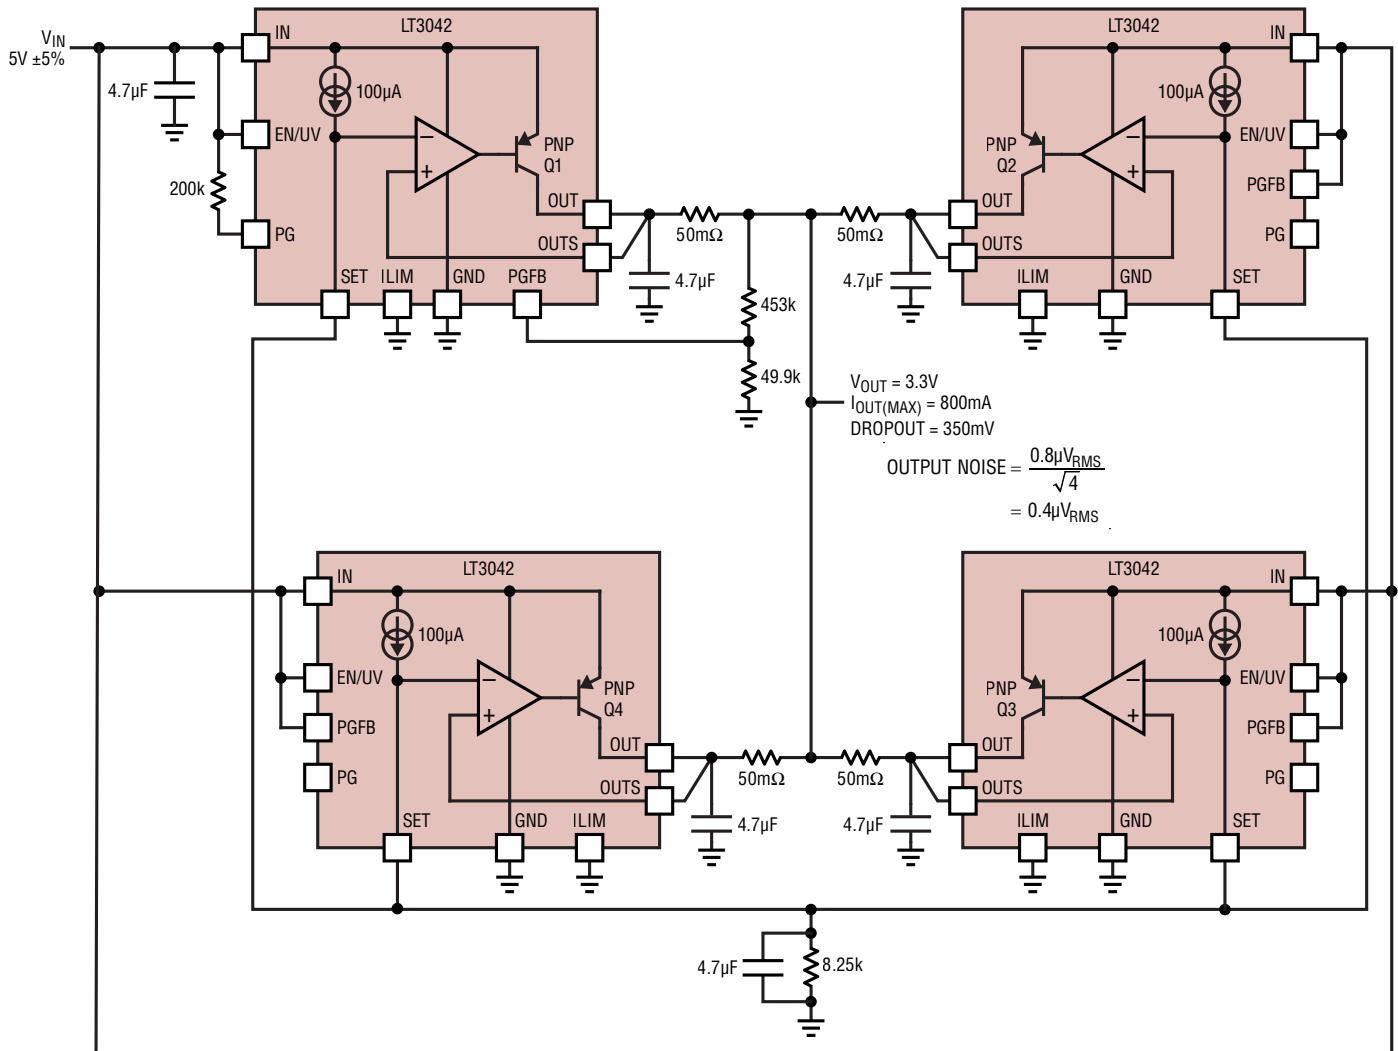 VIN
5V ±5%
4.7µF
200k
IN
LT3042
100µA
EN/UV
−
+
PNP
Q1
PG
OUT
OUTS
SET
ILIM
GND
PGFB
50mΩ
4.7µF
453k
49.9k
50mΩ
4.7µF
LT3042
IN
100µA
EN/UV
−
+
PNP
Q2
PGFB
OUT
PG
OUTS
ILIM
GND
SET
VOUT = 3.3V
IOUT(MAX) = 800mA
DROPOUT = 350mV
OUTPUT NOISE = 0.8µVRMS / √4
= 0.4µVRMS
LT3042
IN
100µA
EN/UV
−
+
PNP
Q4
PGFB
PG
OUT
OUTS
SET
GND
ILIM
50mΩ
4.7µF
50mΩ
4.7µF
LT3042
IN
100µA
EN/UV
−
+
PNP
Q3
PGFB
OUT
PG
OUTS
ILIM
GND
SET
4.7µF
8.25k